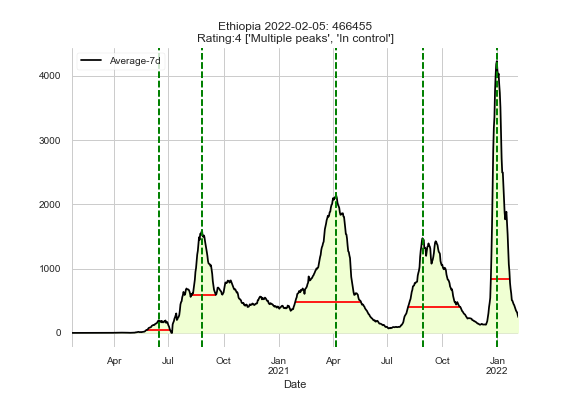 Ethiopia 2022-02-05: 466455
Rating:4 ['Multiple peaks', 'In control']
Average-7d
4000
3000
2000
1000
0
Apr
Jul
Oct
Jan
2021
Apr
Jul
Oct
Jan
2022
Date